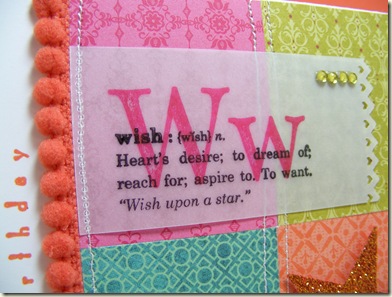 Ww
wish: {wish} n.
Heart's desire; to dream of;
reach for; aspire to. To want.
"Wish upon a star."
rthday